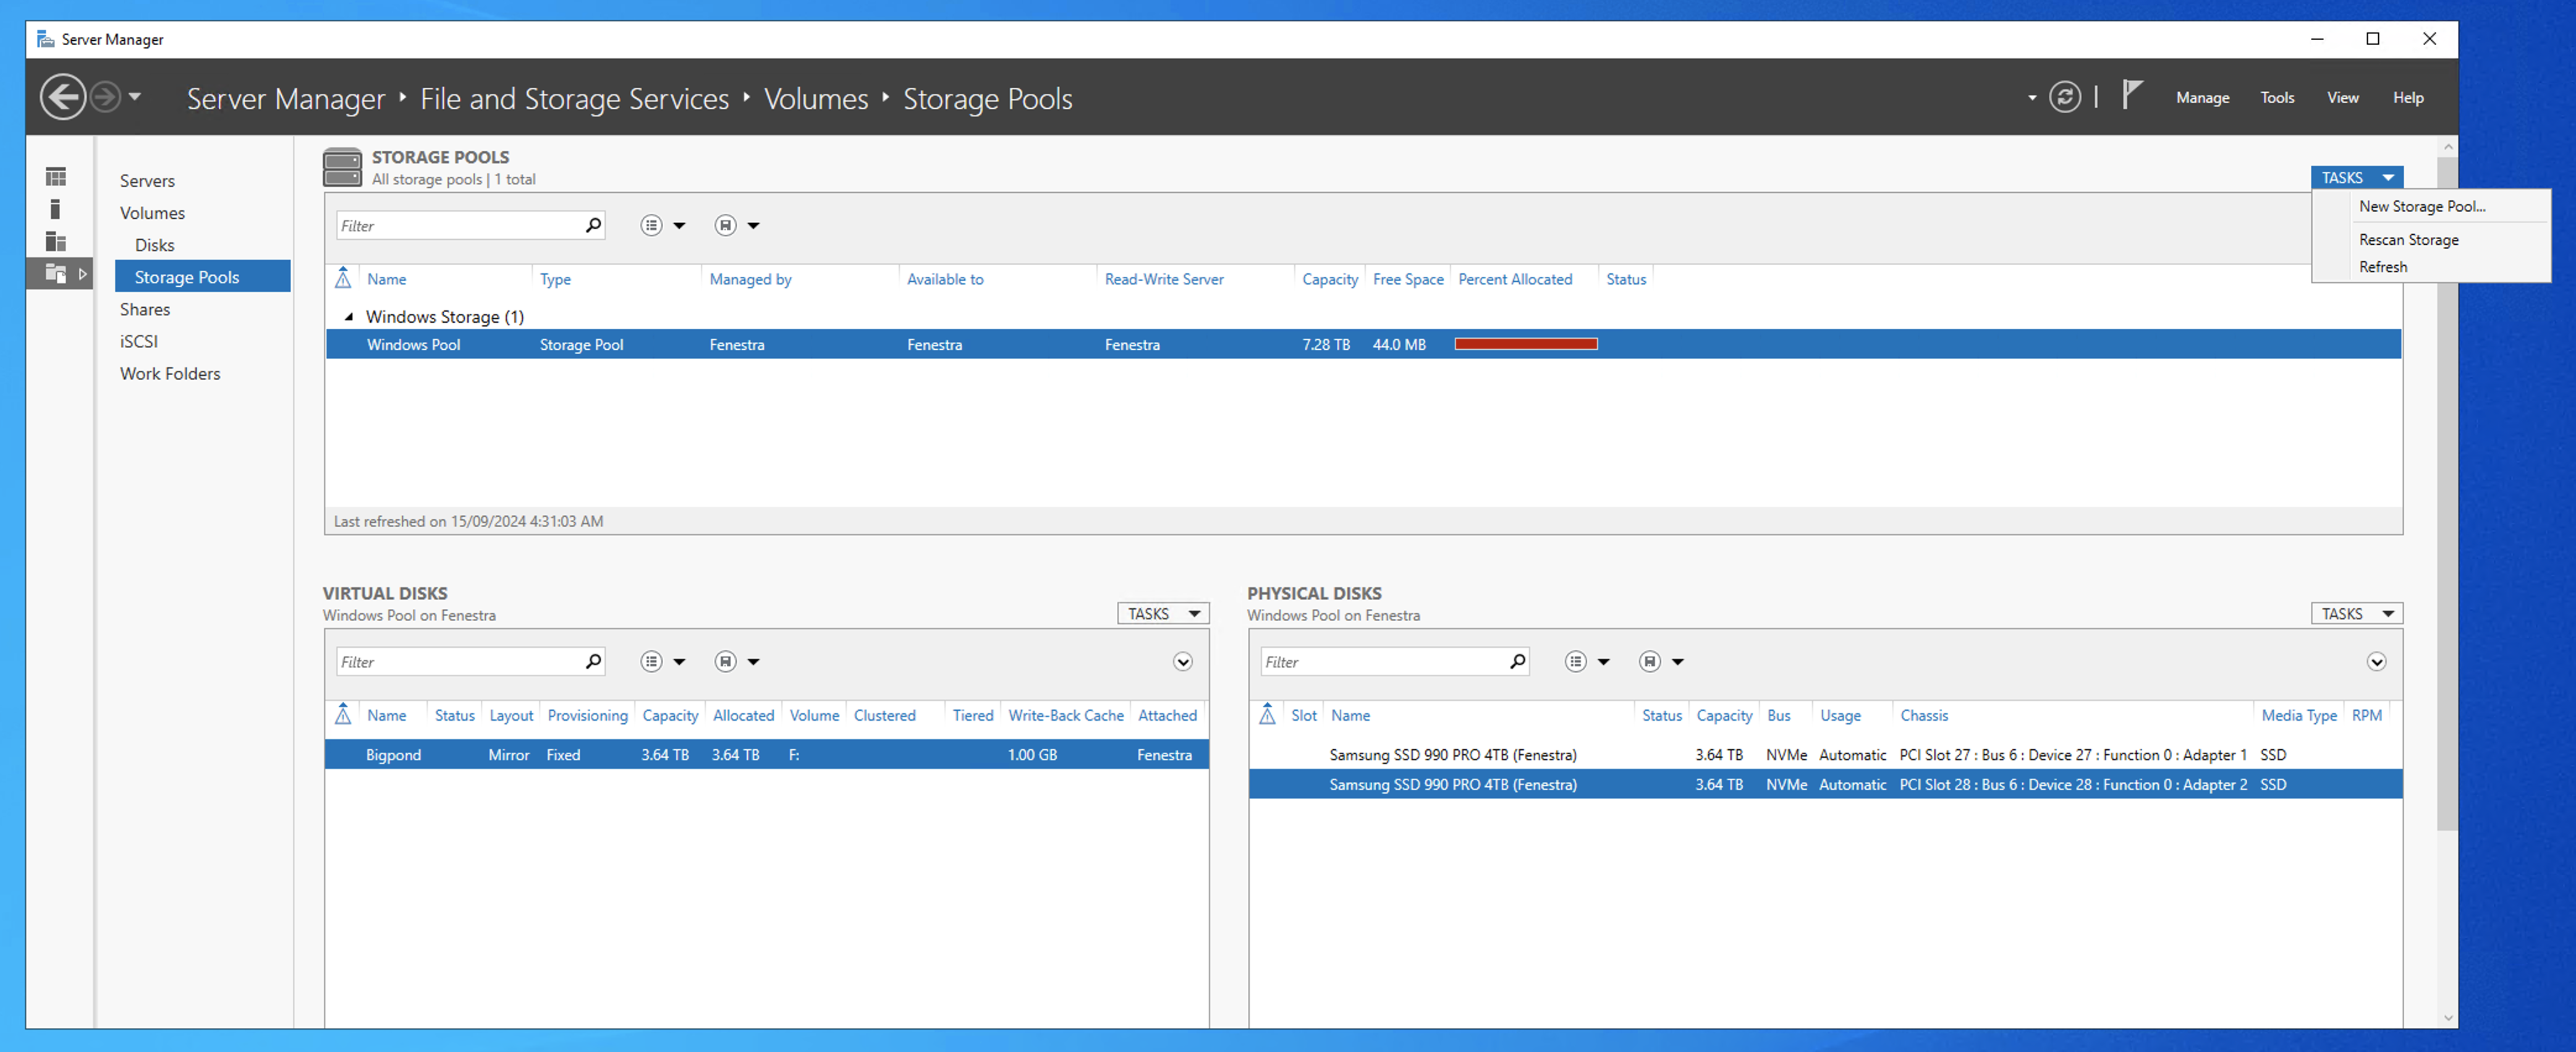 Server Manager
Server Manager ‣ File and Storage Services ‣ Volumes ‣ Storage Pools
Manage Tools View Help
Servers
Volumes
Disks
Storage Pools
Shares
iSCSI
Work Folders
STORAGE POOLS
All storage pools | 1 total
TASKS
New Storage Pool...
Rescan Storage
Refresh
Filter
Name Type Managed by Available to Read-Write Server Capacity Free Space Percent Allocated Status
Windows Storage (1)
Windows Pool Storage Pool Fenestra Fenestra Fenestra 7.28 TB 44.0 MB
Last refreshed on 15/09/2024 4:31:03 AM
VIRTUAL DISKS
Windows Pool on Fenestra
TASKS
Filter
Name Status Layout Provisioning Capacity Allocated Volume Clustered Tiered Write-Back Cache Attached
Bigpond Mirror Fixed 3.64 TB 3.64 TB F: 1.00 GB Fenestra
PHYSICAL DISKS
Windows Pool on Fenestra
TASKS
Filter
Slot Name Status Capacity Bus Usage Chassis Media Type RPM
Samsung SSD 990 PRO 4TB (Fenestra) 3.64 TB NVMe Automatic PCI Slot 27 : Bus 6 : Device 27 : Function 0 : Adapter 1 SSD
Samsung SSD 990 PRO 4TB (Fenestra) 3.64 TB NVMe Automatic PCI Slot 28 : Bus 6 : Device 28 : Function 0 : Adapter 2 SSD